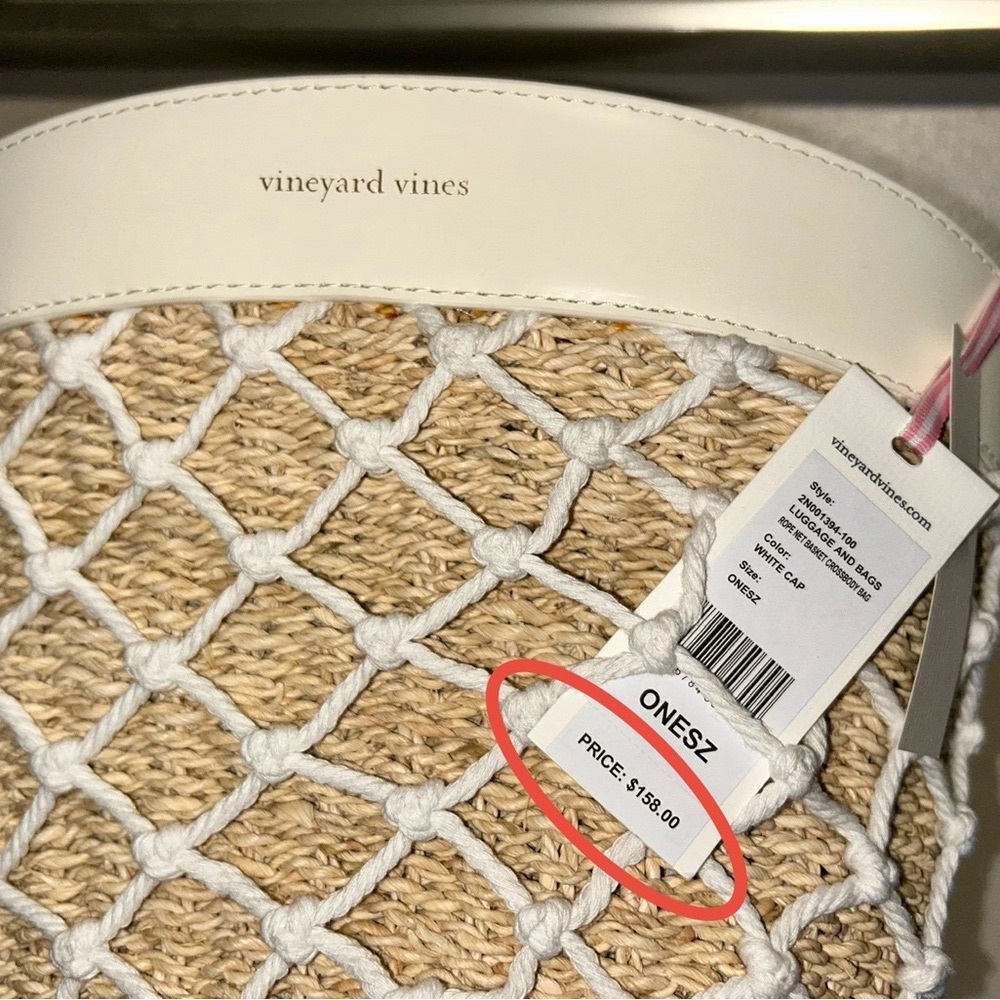 vineyard vines
vineyardvines.com
Style:
2N001394-100
LUGGAGE AND BAGS
ROPE NET BASKET CROSSBODY BAG
Color:
WHITE CAP
Size:
ONESZ
ONESZ
PRICE: $158.00